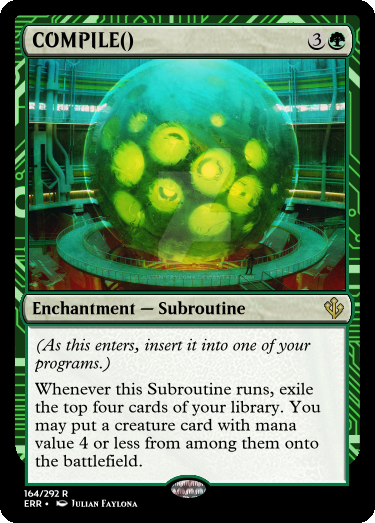 COMPILE() 3
Enchantment — Subroutine
(As this enters, insert it into one of your
programs.)
Whenever this Subroutine runs, exile
the top four cards of your library. You
may put a creature card with mana
value 4 or less from among them onto
the battlefield.
164/292 R
ERR • Julian Faylona